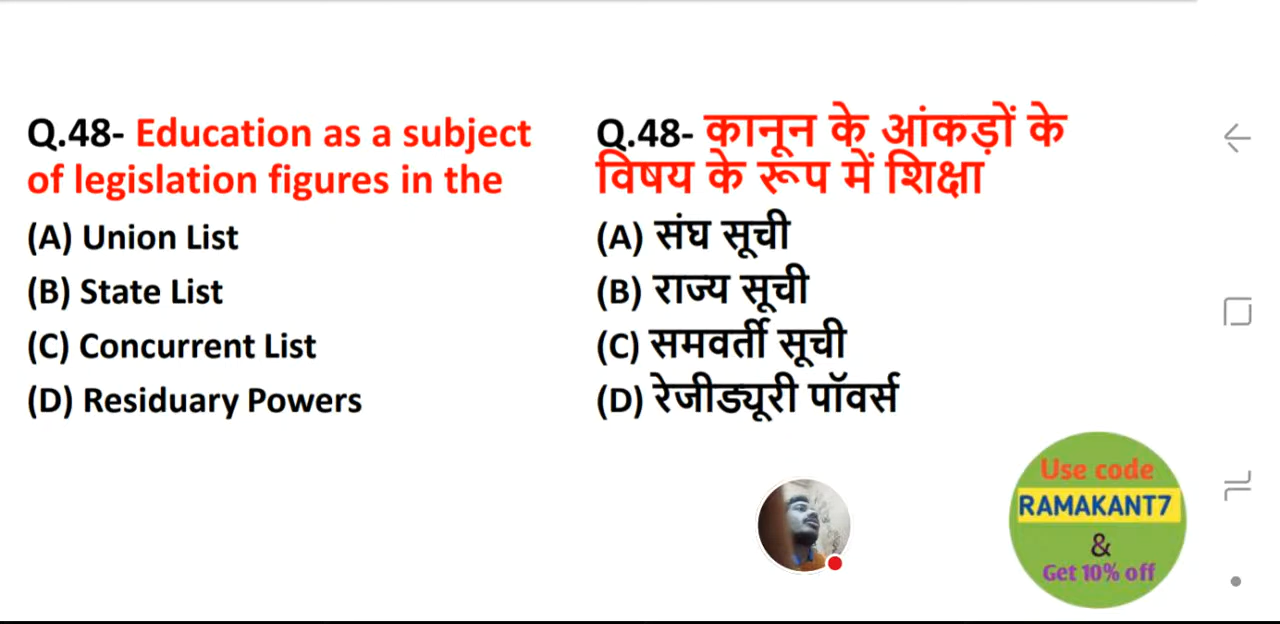 Q.48- Education as a subject
of legislation figures in the
(A) Union List
(B) State List
(C) Concurrent List
(D) Residuary Powers
Q.48- कानून के आंकड़ों के
विषय के रूप में शिक्षा
(A) संघ सूची
(B) राज्य सूची
(C) समवर्ती सूची
(D) रेजीड्यूरी पॉवर्स
Use code
RAMAKANT7
&
Get 10% off